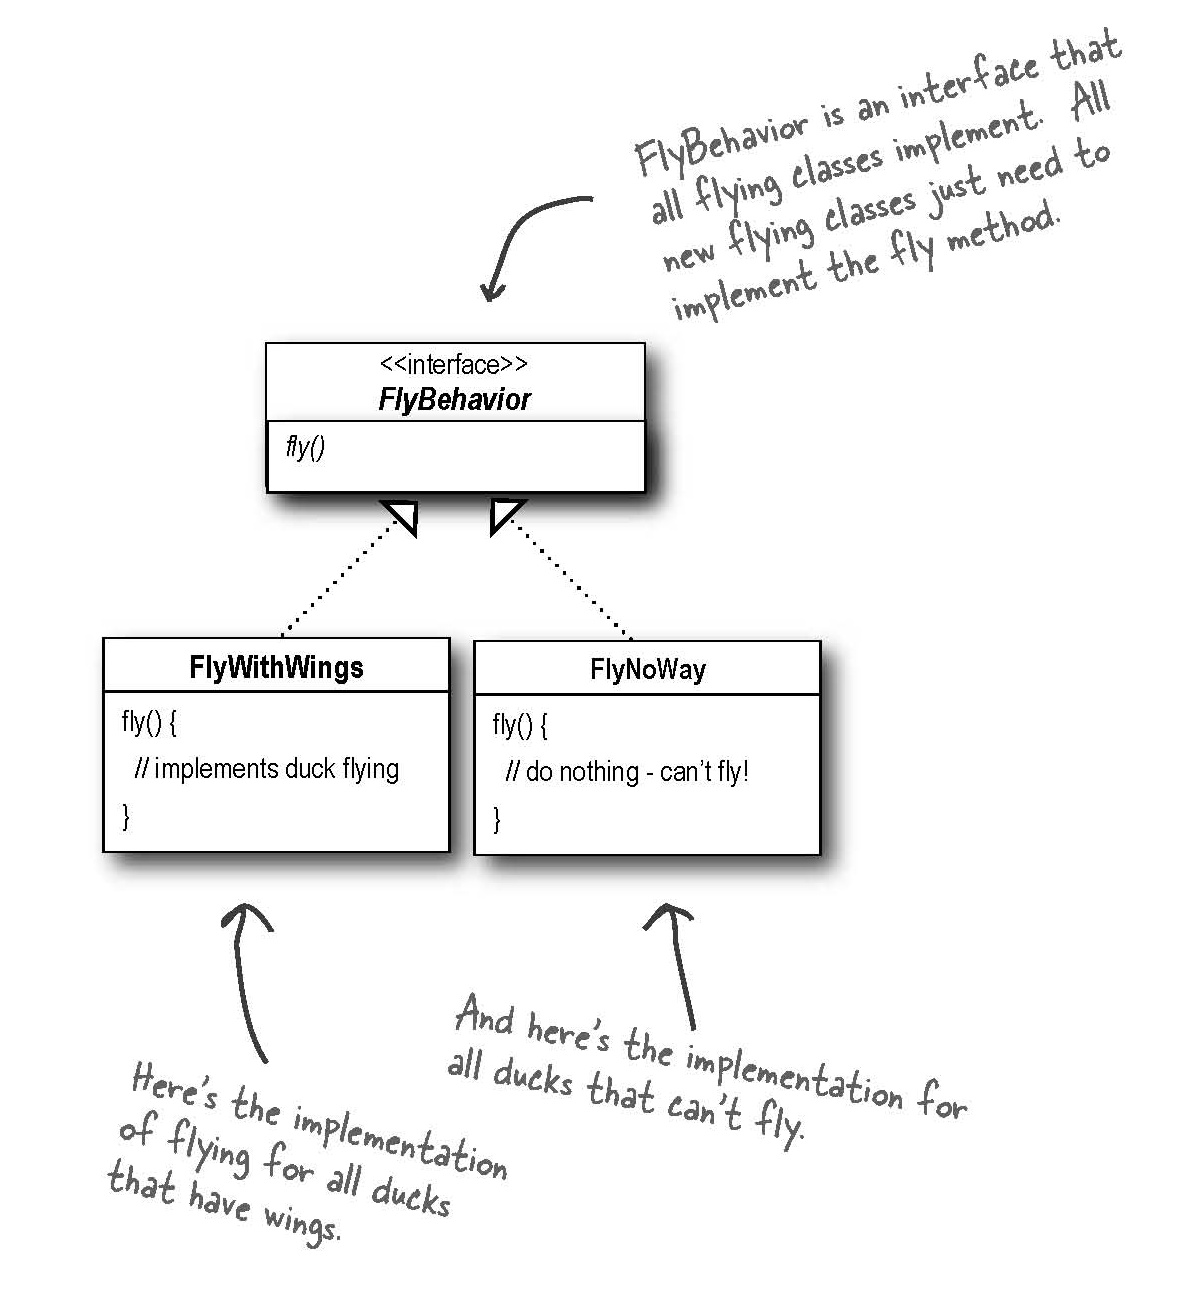 FlyBehavior is an interface that
all flying classes implement. All
new flying classes just need to
implement the fly method.
<<interface>>
FlyBehavior
fly()
FlyWithWings
fly() {
// implements duck flying
}
FlyNoWay
fly() {
// do nothing - can't fly!
}
Here's the implementation
of flying for all ducks
that have wings.
And here's the implementation for
all ducks that can't fly.